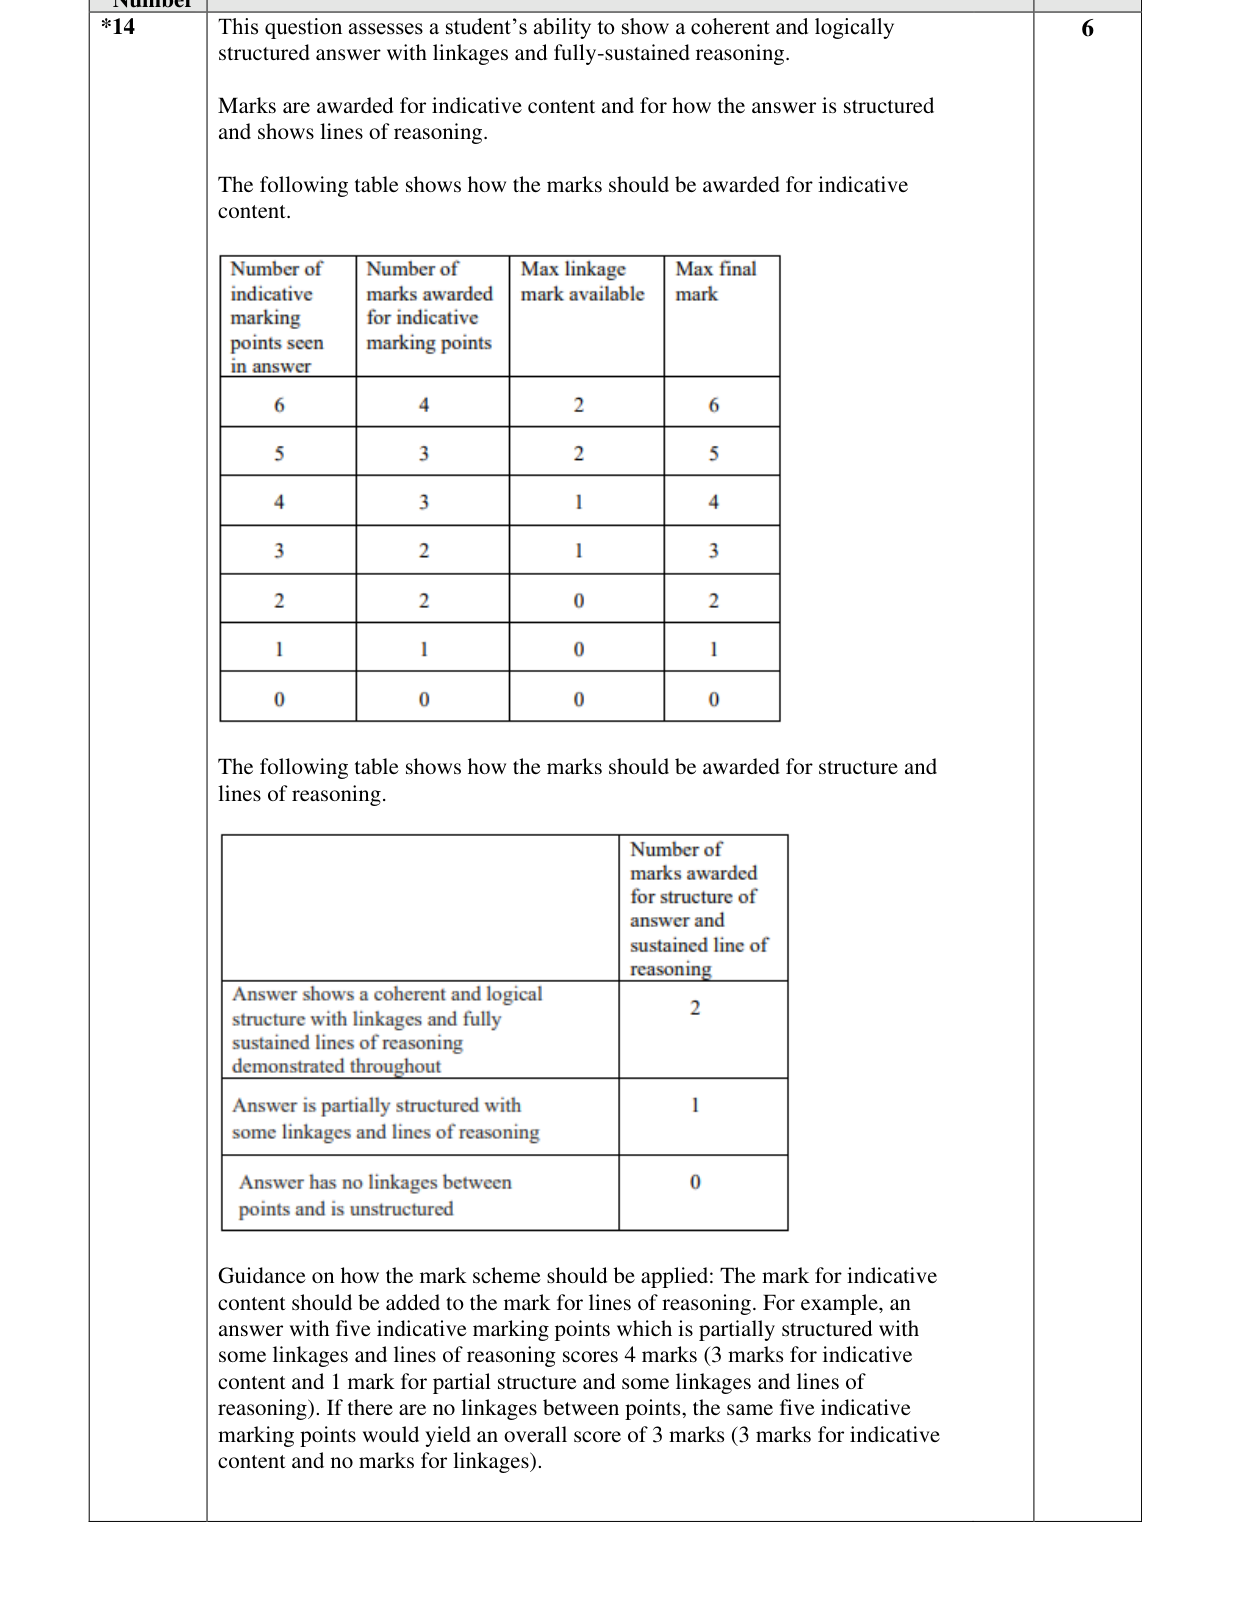 Number
*14
This question assesses a student’s ability to show a coherent and logically
structured answer with linkages and fully-sustained reasoning.
6
Marks are awarded for indicative content and for how the answer is structured
and shows lines of reasoning.
The following table shows how the marks should be awarded for indicative
content.
Number of
indicative
marking
points seen
in answer
Number of
marks awarded
for indicative
marking points
Max linkage
mark available
Max final
mark
6 4 2 6
5 3 2 5
4 3 1 4
3 2 1 3
2 2 0 2
1 1 0 1
0 0 0 0
The following table shows how the marks should be awarded for structure and
lines of reasoning.
Number of
marks awarded
for structure of
answer and
sustained line of
reasoning
Answer shows a coherent and logical
structure with linkages and fully
sustained lines of reasoning
demonstrated throughout
2
Answer is partially structured with
some linkages and lines of reasoning
1
Answer has no linkages between
points and is unstructured
0
Guidance on how the mark scheme should be applied: The mark for indicative
content should be added to the mark for lines of reasoning. For example, an
answer with five indicative marking points which is partially structured with
some linkages and lines of reasoning scores 4 marks (3 marks for indicative
content and 1 mark for partial structure and some linkages and lines of
reasoning). If there are no linkages between points, the same five indicative
marking points would yield an overall score of 3 marks (3 marks for indicative
content and no marks for linkages).